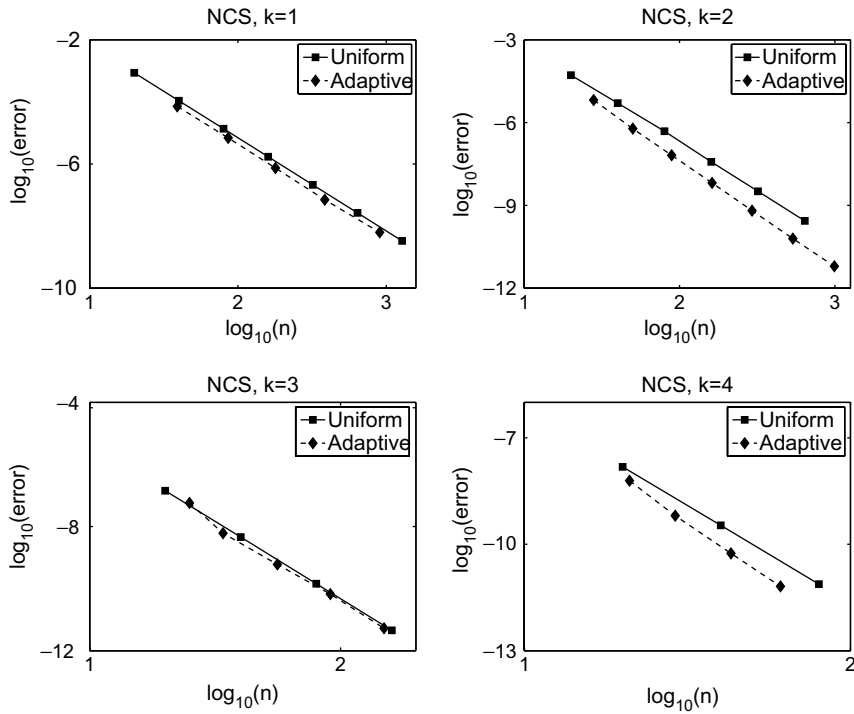 NCS, k=1
−2
−6
−10
log10(error)
Uniform
Adaptive
1
2
3
log10(n)
NCS, k=2
−3
−6
−9
−12
log10(error)
Uniform
Adaptive
1
2
3
log10(n)
NCS, k=3
−4
−8
−12
log10(error)
Uniform
Adaptive
1
2
log10(n)
NCS, k=4
−7
−10
−13
log10(error)
Uniform
Adaptive
1
2
log10(n)